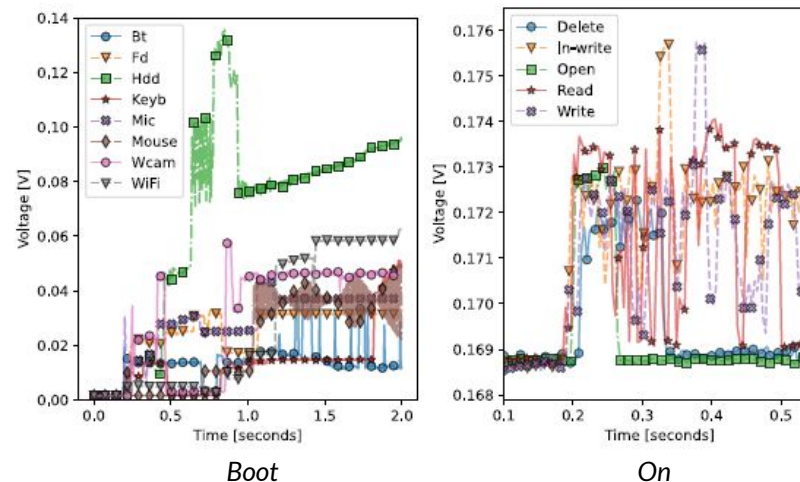 0.14
0.12
0.10
0.08
0.06
0.04
0.02
0.00
Voltage [V]
Bt
Fd
Hdd
Keyb
Mic
Mouse
Wcam
WiFi
0.0 0.5 1.0 1.5 2.0
Time [seconds]
Boot
0.176
0.175
0.174
0.173
0.172
0.171
0.170
0.169
0.168
Voltage [V]
Delete
In-write
Open
Read
Write
0.1 0.2 0.3 0.4 0.5
Time [seconds]
On